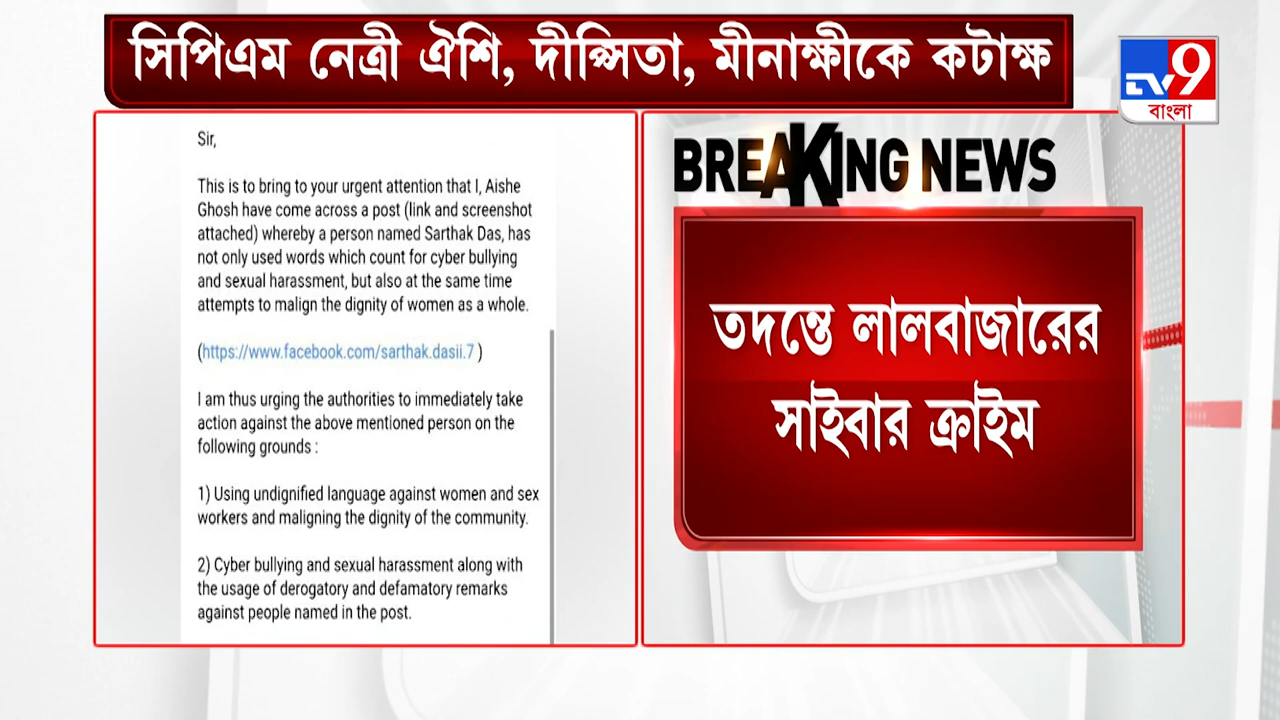 সিপিএম নেত্রী ঐশি, দীপ্সিতা, মীনাক্ষীকে কটাক্ষ
TV9
বাংলা
Sir,
This is to bring to your urgent attention that I, Aishe
Ghosh have come across a post (link and screenshot
attached) whereby a person named Sarthak Das, has
not only used words which count for cyber bullying
and sexual harassment, but also at the same time
attempts to malign the dignity of women as a whole.
(https://www.facebook.com/sarthak.dasii.7 )
I am thus urging the authorities to immediately take
action against the above mentioned person on the
following grounds :
1) Using undignified language against women and sex
workers and maligning the dignity of the community.
2) Cyber bullying and sexual harassment along with
the usage of derogatory and defamatory remarks
against people named in the post.
BREAKING NEWS
তদন্তে লালবাজারের
সাইবার ক্রাইম